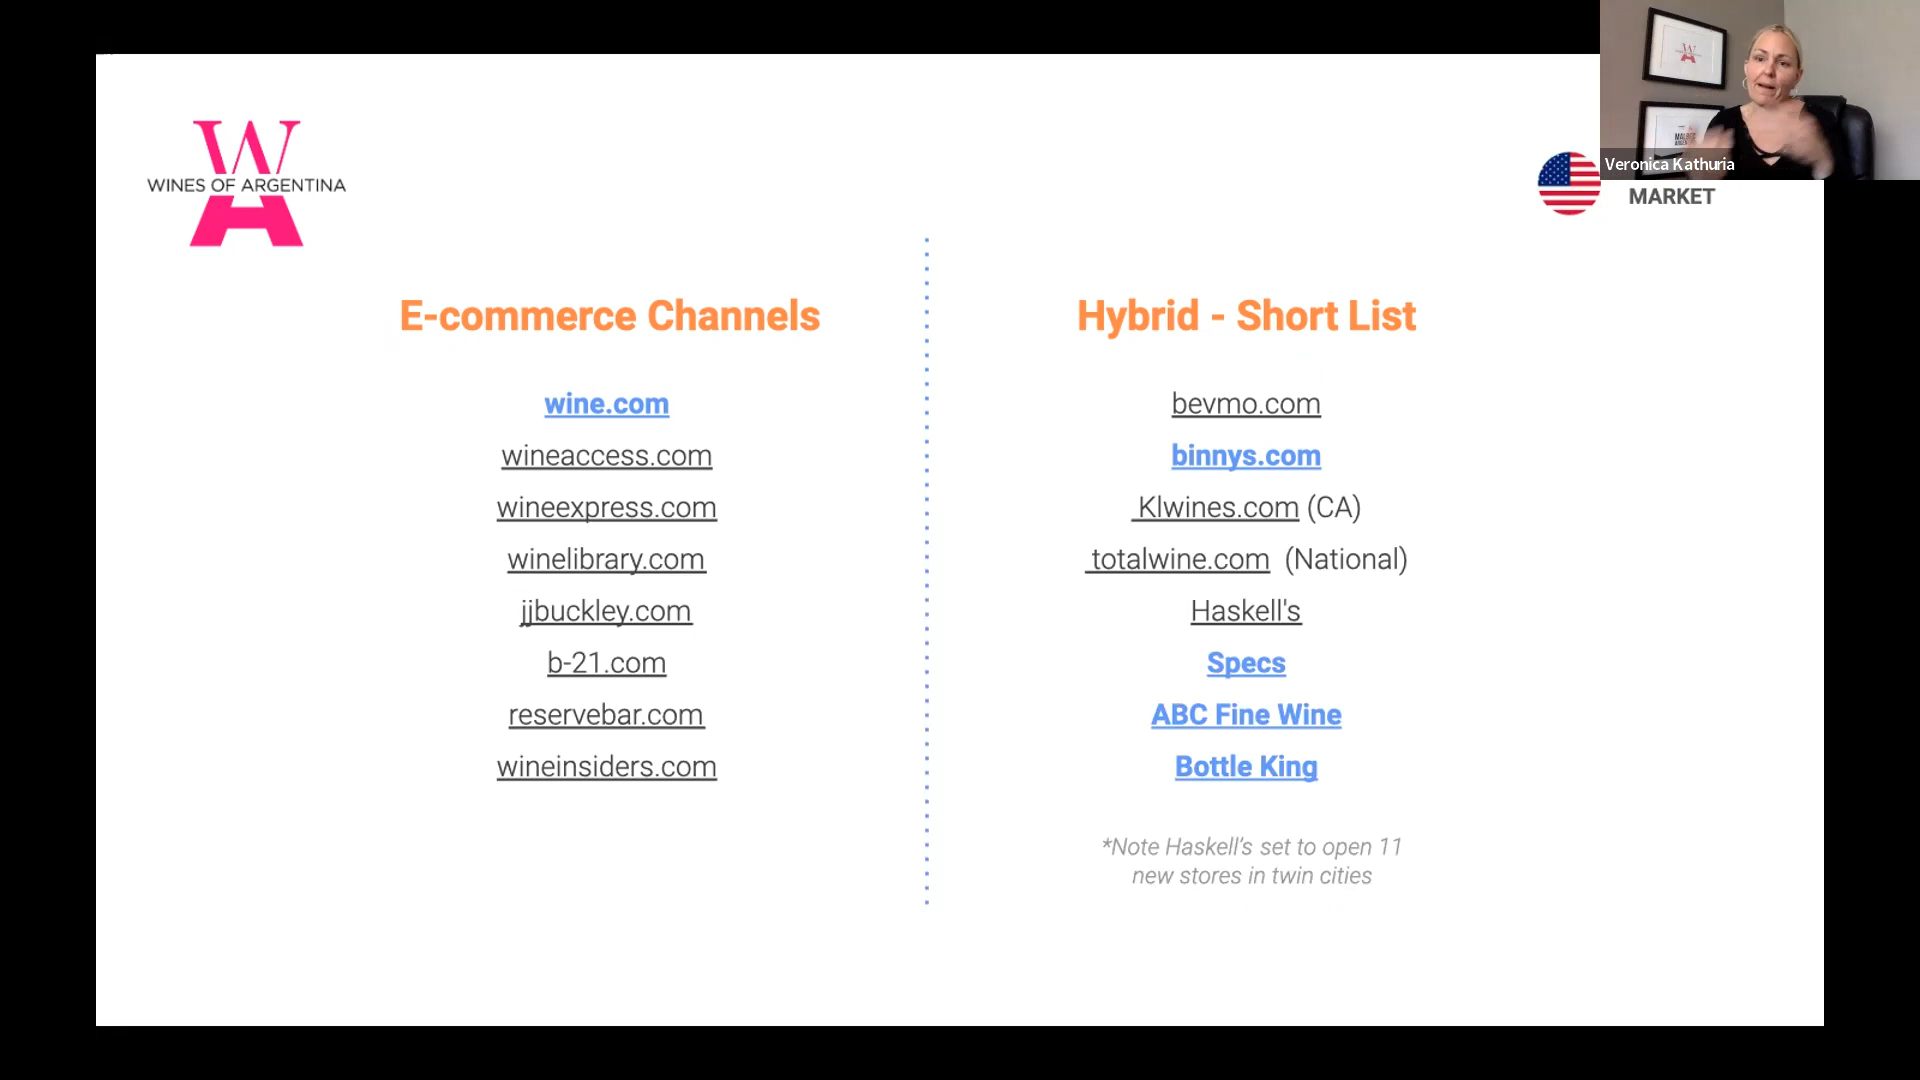 W
WINES OF ARGENTINA
A
Veronica Kathuria
MARKET
E-commerce Channels
wine.com
wineaccess.com
wineexpress.com
winelibrary.com
jjbuckley.com
b-21.com
reservebar.com
wineinsiders.com
Hybrid - Short List
bevmo.com
binnys.com
Klwines.com (CA)
totalwine.com (National)
Haskell's
Specs
ABC Fine Wine
Bottle King
*Note Haskell’s set to open 11
new stores in twin cities